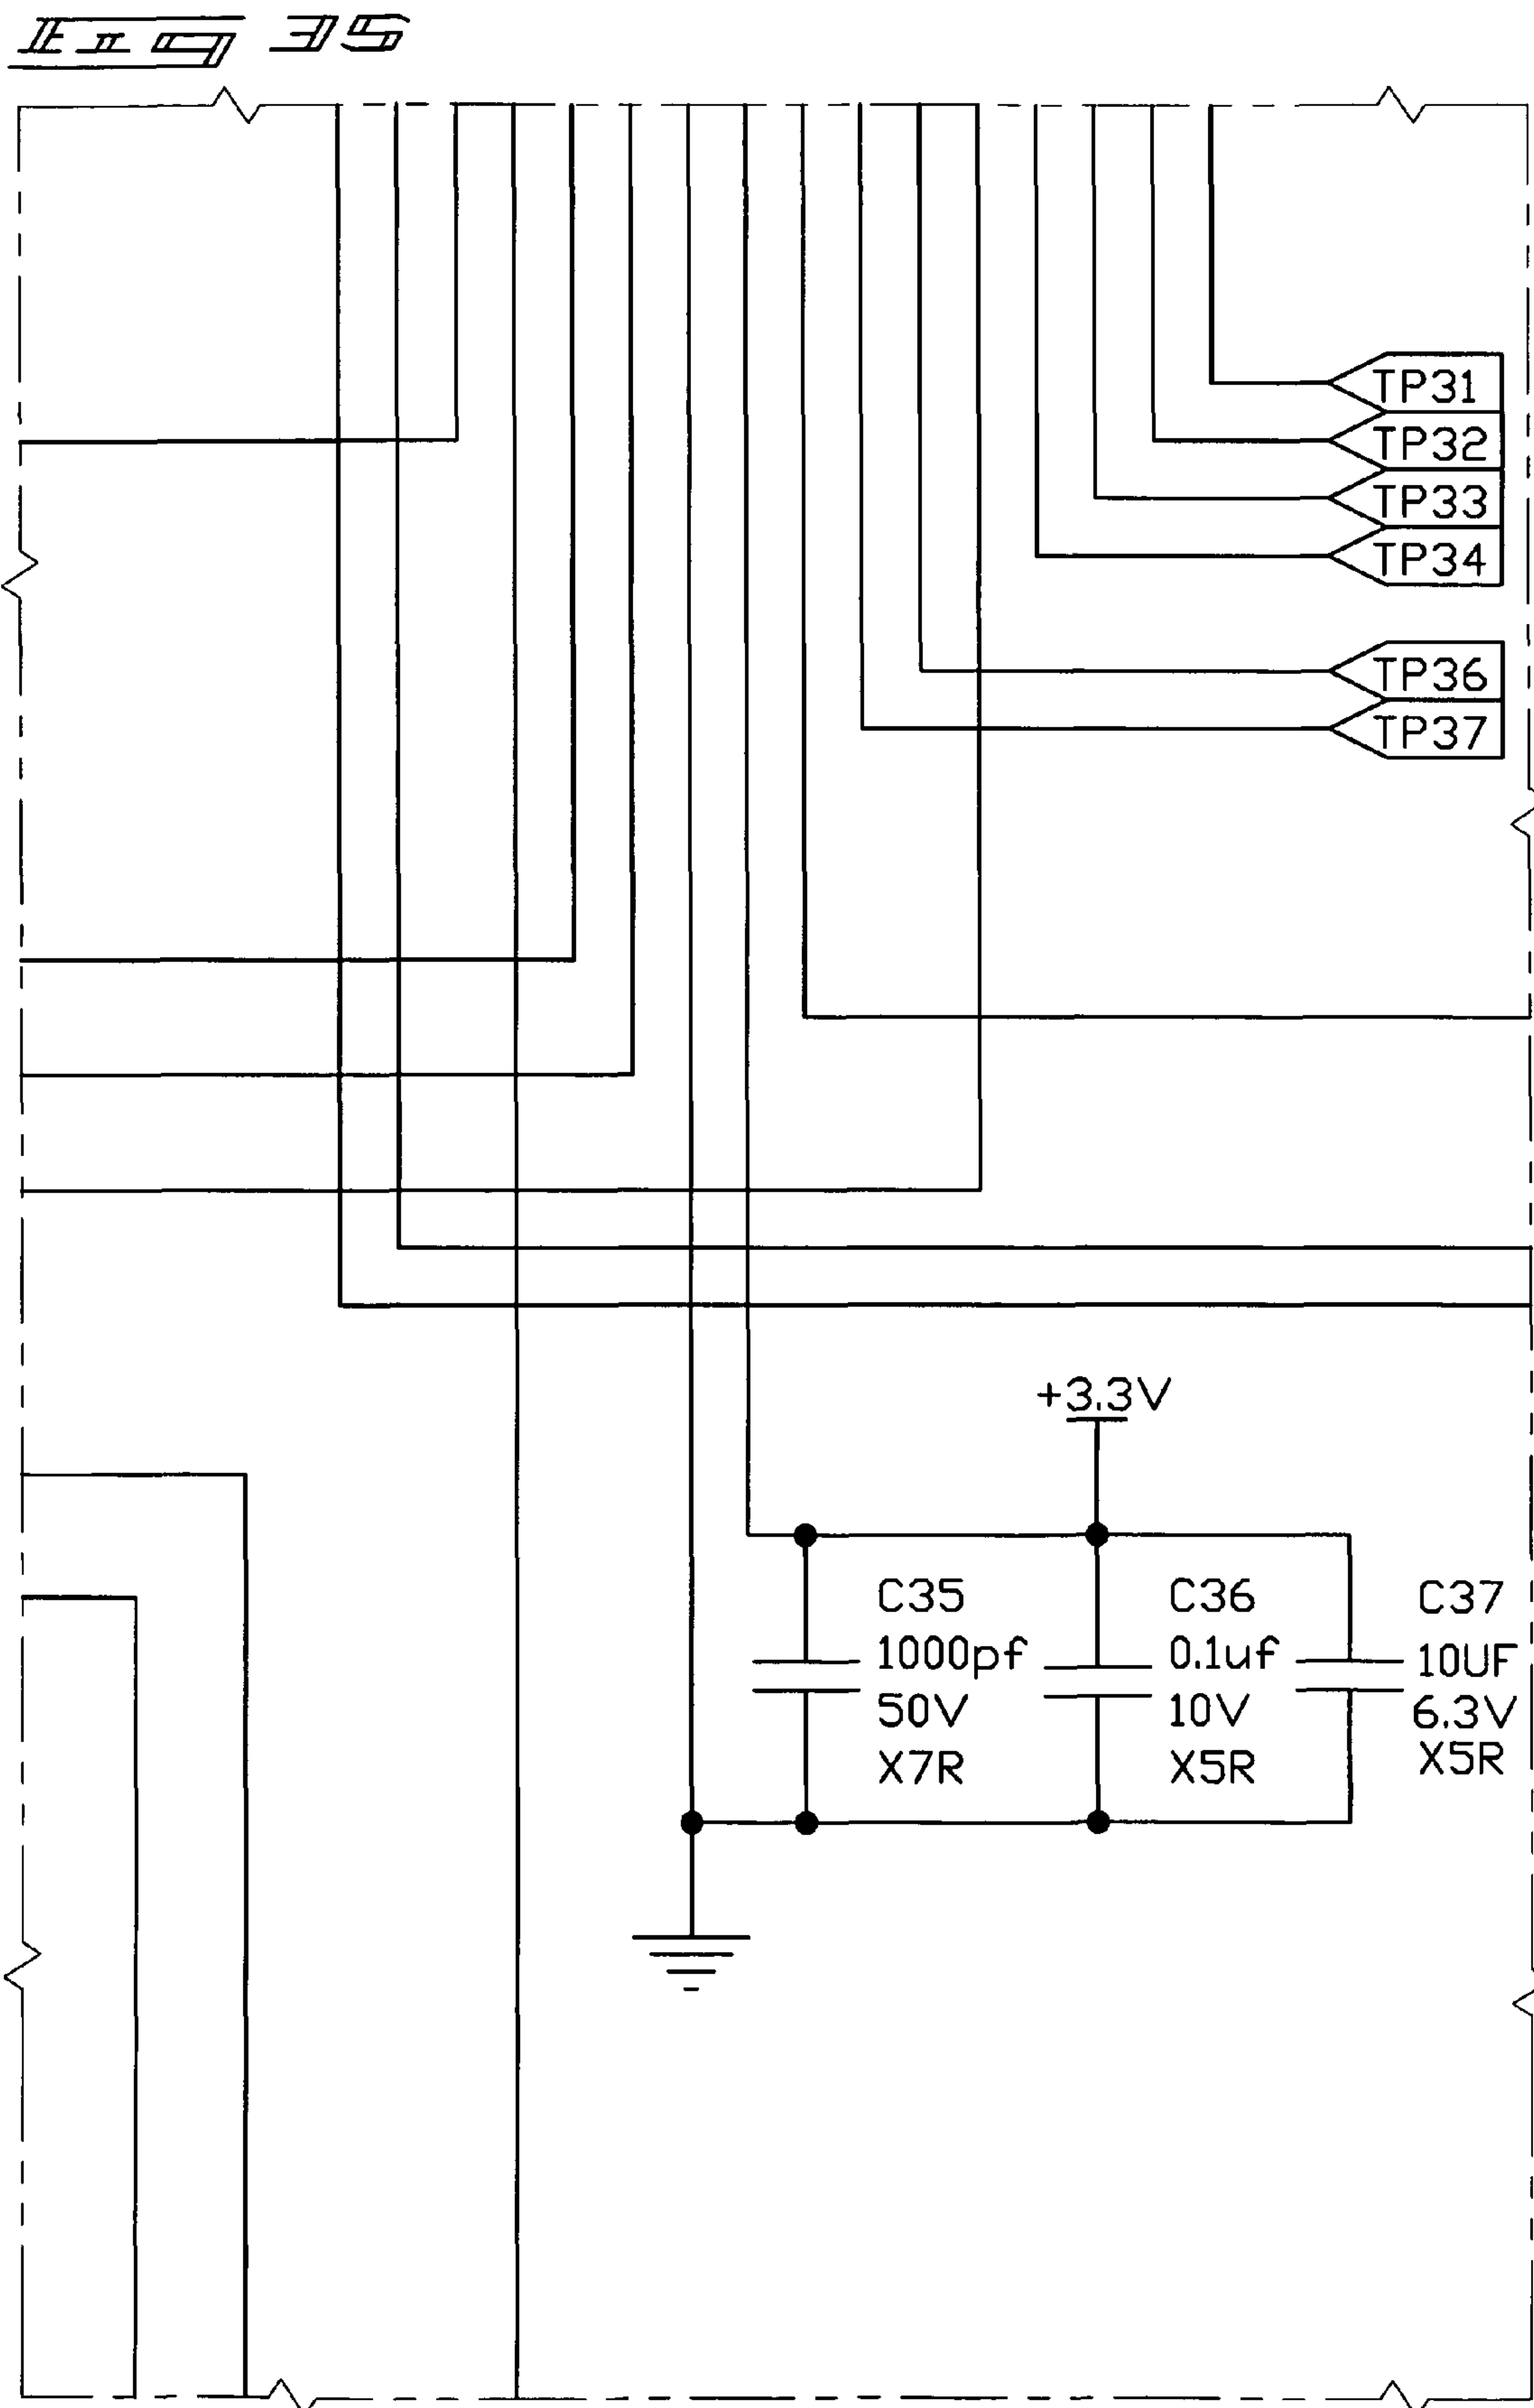 Fig 35
TP31
TP32
TP33
TP34
TP36
TP37
+3.3V
C35
1000pf
50V
X7R
C36
0.1uf
10V
X5R
C37
10UF
6.3V
X5R